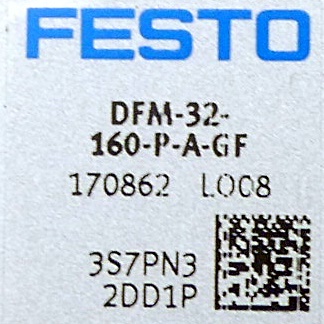 FESTO
DFM-32-
160-P-A-GF
170862 L008
3S7PN3
2DD1P